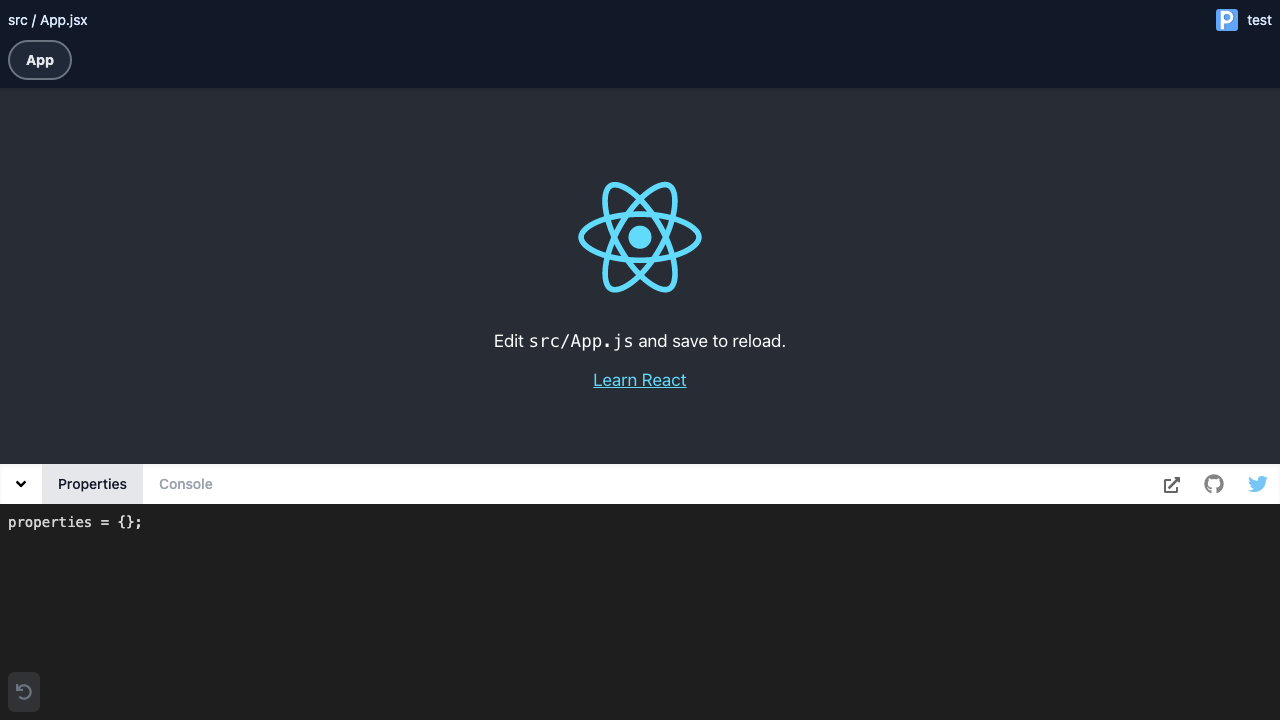 src / App.jsx
P test
App
Edit src/App.js and save to reload.
Learn React
Properties Console
properties = {};